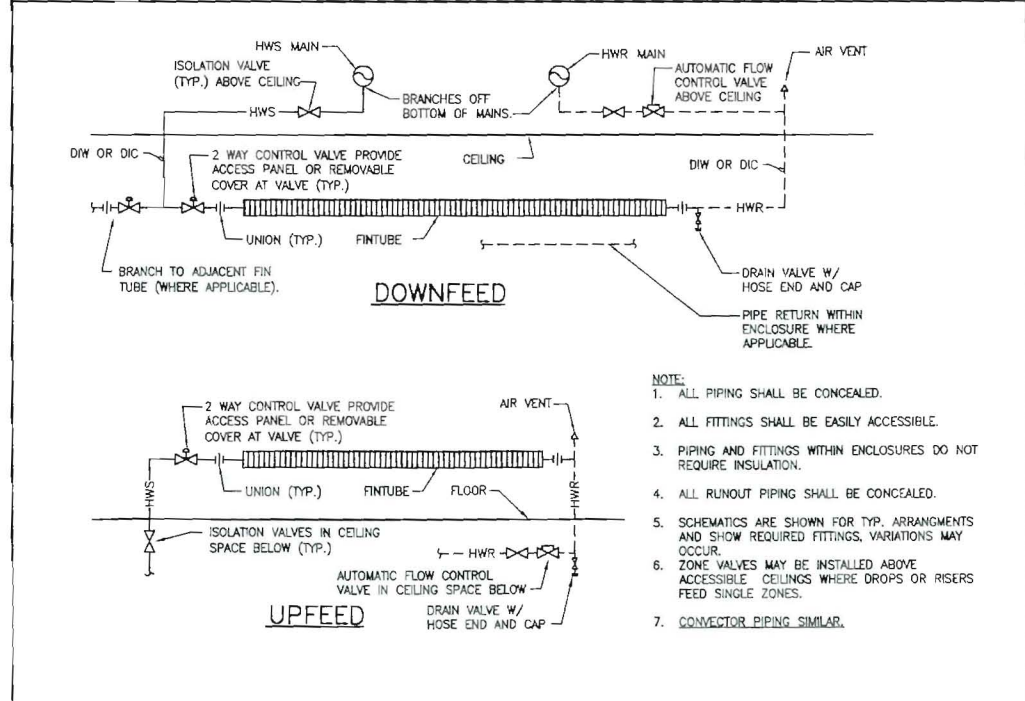 HWS MAIN
ISOLATION VALVE
(TYP.) ABOVE CEILING
HWS
BRANCHES OFF
BOTTOM OF MAINS.
HWR MAIN
AIR VENT
AUTOMATIC FLOW
CONTROL VALVE
ABOVE CEILING
DIW OR DIC
2 WAY CONTROL VALVE PROVIDE
ACCESS PANEL OR REMOVABLE
COVER AT VALVE (TYP.)
CEILING
DIW OR DIC
HWR
UNION (TYP.)
FINTUBE
BRANCH TO ADJACENT FIN
TUBE (WHERE APPLICABLE).
DRAIN VALVE W/
HOSE END AND CAP
DOWNFEED
PIPE RETURN WITHIN
ENCLOSURE WHERE
APPLICABLE.
2 WAY CONTROL VALVE PROVIDE
ACCESS PANEL OR REMOVABLE
COVER AT VALVE (TYP.)
AIR VENT
HWS
UNION (TYP.)
FINTUBE
FLOOR
HWR
ISOLATION VALVES IN CEILING
SPACE BELOW (TYP.)
HWR
AUTOMATIC FLOW CONTROL
VALVE IN CEILING SPACE BELOW
DRAIN VALVE W/
HOSE END AND CAP
UPFEED
NOTE:
1. ALL PIPING SHALL BE CONCEALED.
2. ALL FITTINGS SHALL BE EASILY ACCESSIBLE.
3. PIPING AND FITTINGS WITHIN ENCLOSURES DO NOT
REQUIRE INSULATION.
4. ALL RUNOUT PIPING SHALL BE CONCEALED.
5. SCHEMATICS ARE SHOWN FOR TYP. ARRANGMENTS
AND SHOW REQUIRED FITTINGS, VARIATIONS MAY
OCCUR.
6. ZONE VALVES MAY BE INSTALLED ABOVE
ACCESSIBLE CEILINGS WHERE DROPS OR RISERS
FEED SINGLE ZONES.
7. CONVECTOR PIPING SIMILAR.